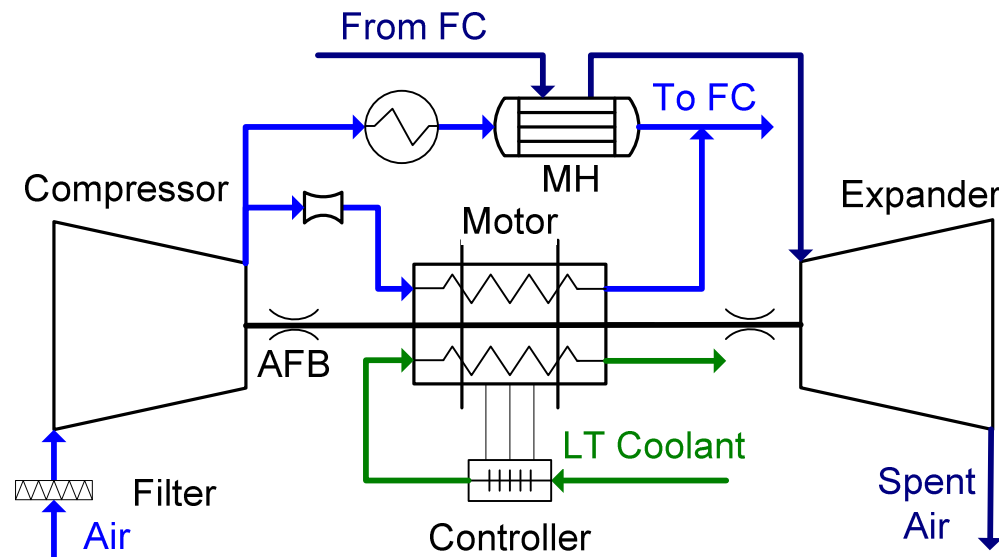 From FC
To FC
MH
Compressor
Expander
Motor
AFB
LT Coolant
Filter
Air
Controller
Spent
Air